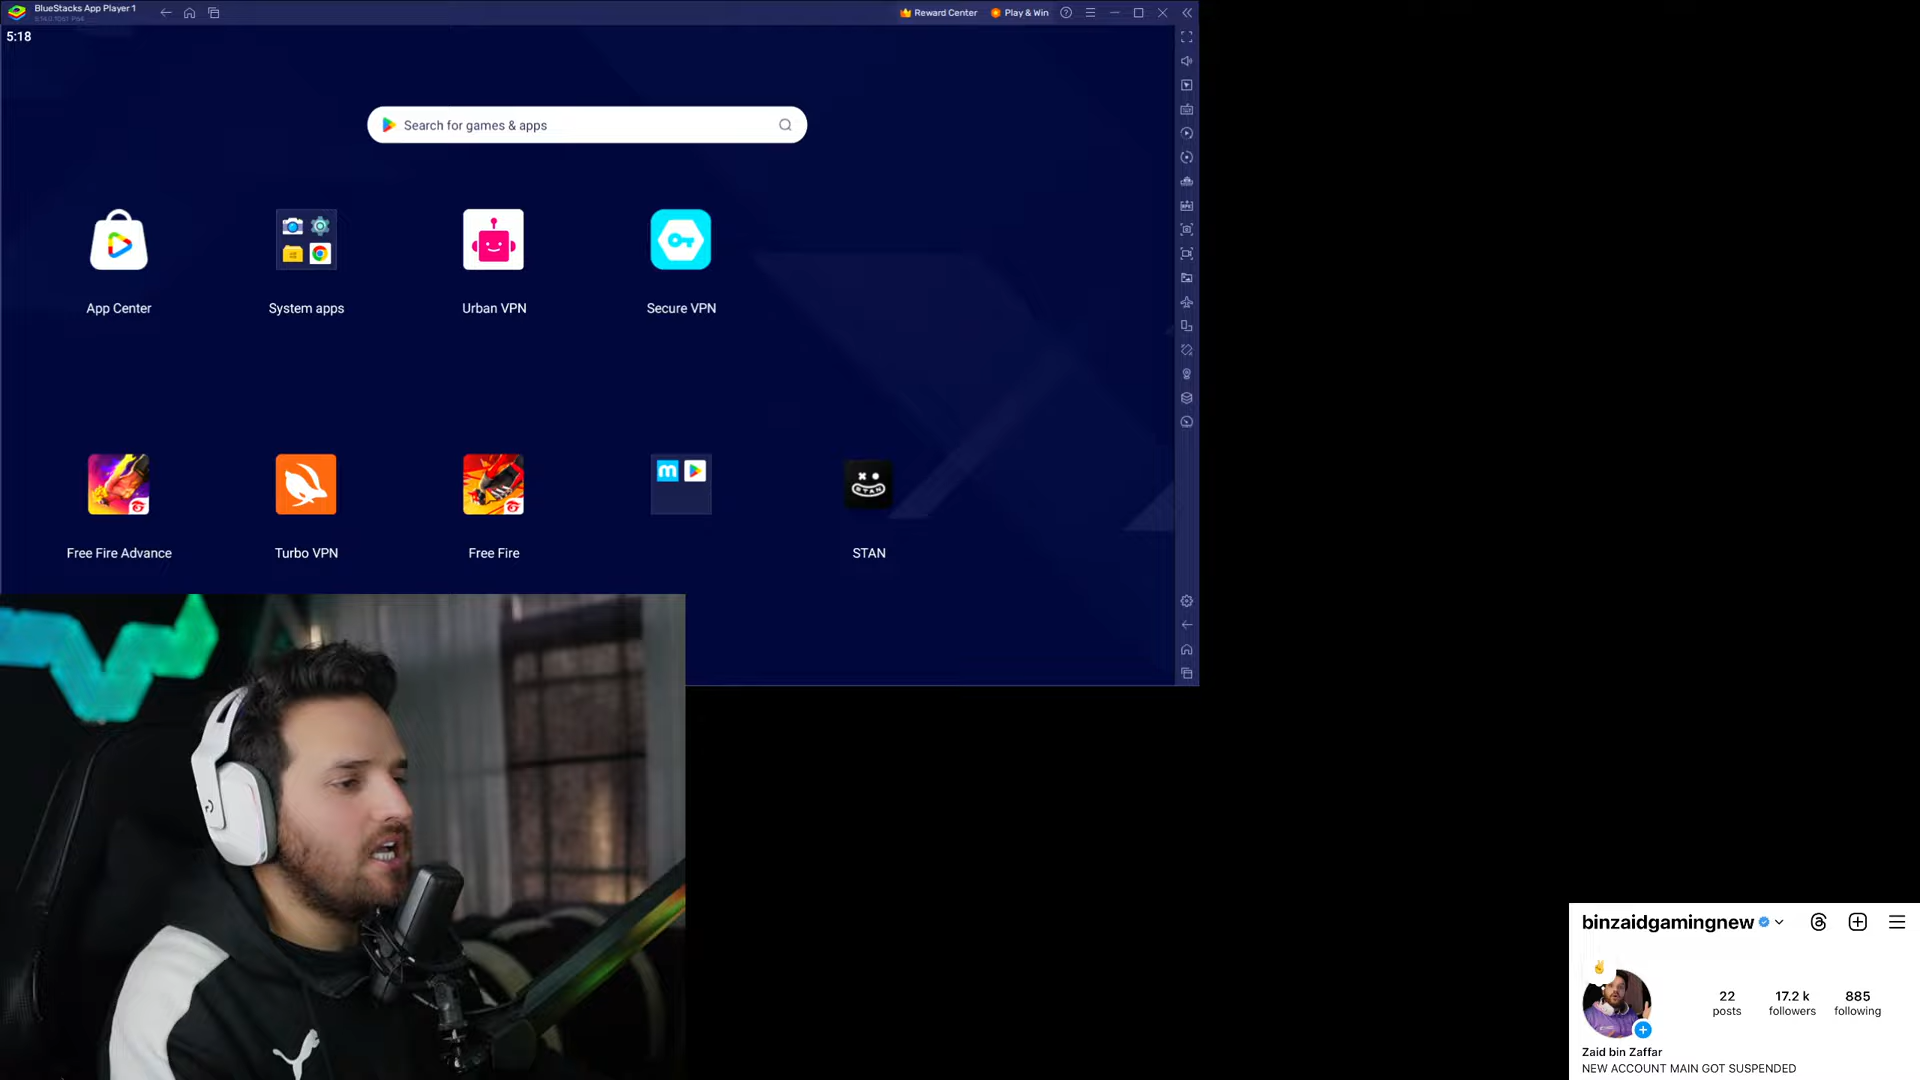 BlueStacks App Player 1
Reward Center
Play & Win
5:18
Search for games & apps
App Center
System apps
Urban VPN
Secure VPN
Free Fire Advance
Turbo VPN
Free Fire
STAN
STAN
binzaidgamingnew
22
17.2 k
885
posts
followers
following
Zaid bin Zaffar
NEW ACCOUNT MAIN GOT SUSPENDED